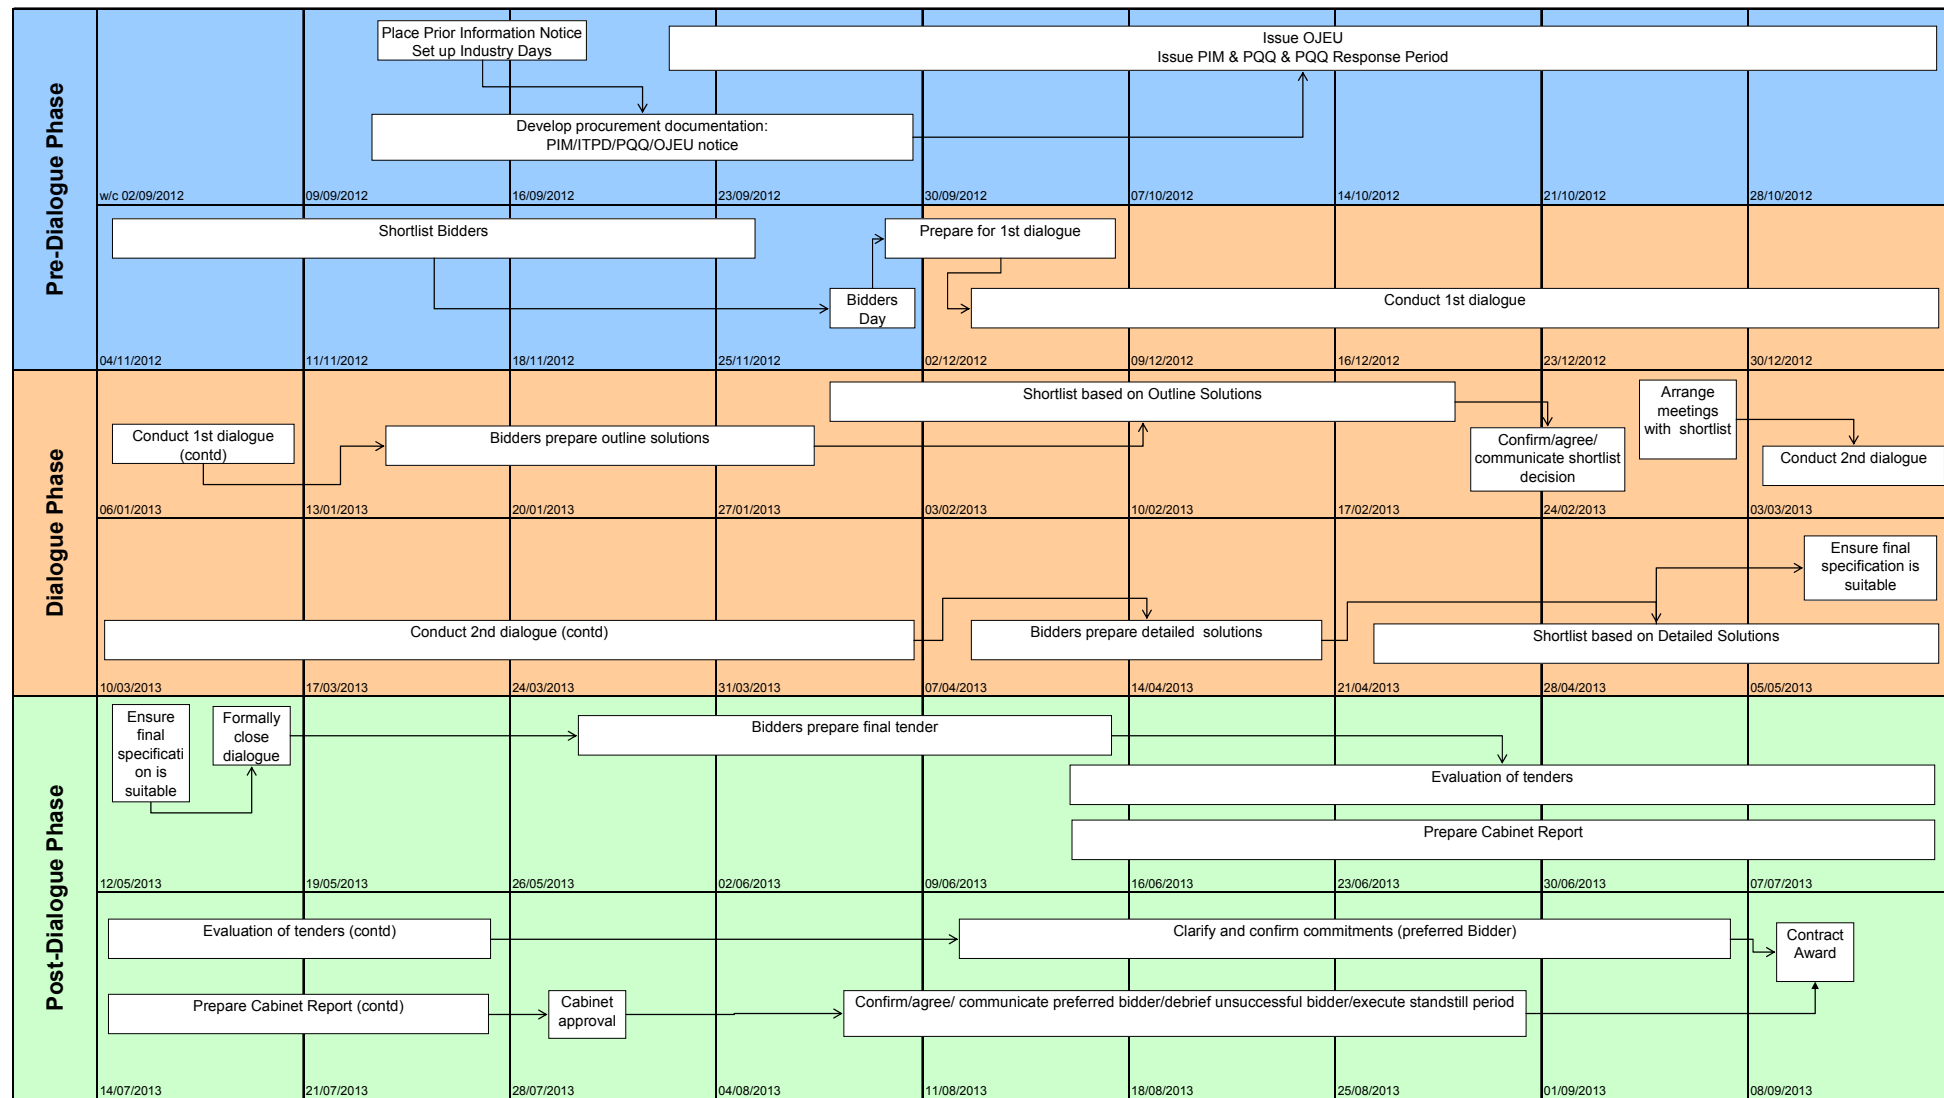 Pre-Dialogue Phase
Place Prior Information Notice
Set up Industry Days
Issue OJEU
Issue PIM & PQQ & PQQ Response Period
Develop procurement documentation:
PIM/ITPD/PQQ/OJEU notice
w/c 02/09/2012
09/09/2012
16/09/2012
23/09/2012
30/09/2012
07/10/2012
14/10/2012
21/10/2012
28/10/2012
Shortlist Bidders
Prepare for 1st dialogue
Bidders
Day
Conduct 1st dialogue
04/11/2012
11/11/2012
18/11/2012
25/11/2012
02/12/2012
09/12/2012
16/12/2012
23/12/2012
30/12/2012
Dialogue Phase
Conduct 1st dialogue
(contd)
Bidders prepare outline solutions
Shortlist based on Outline Solutions
Confirm/agree/
communicate shortlist
decision
Arrange
meetings
with shortlist
Conduct 2nd dialogue
06/01/2013
13/01/2013
20/01/2013
27/01/2013
03/02/2013
10/02/2013
17/02/2013
24/02/2013
03/03/2013
Conduct 2nd dialogue (contd)
Bidders prepare detailed solutions
Shortlist based on Detailed Solutions
Ensure final
specification is
suitable
10/03/2013
17/03/2013
24/03/2013
31/03/2013
07/04/2013
14/04/2013
21/04/2013
28/04/2013
05/05/2013
Post-Dialogue Phase
Ensure
final
specificati
on is
suitable
Formally
close
dialogue
Bidders prepare final tender
Evaluation of tenders
Prepare Cabinet Report
12/05/2013
19/05/2013
26/05/2013
02/06/2013
09/06/2013
16/06/2013
23/06/2013
30/06/2013
07/07/2013
Evaluation of tenders (contd)
Clarify and confirm commitments (preferred Bidder)
Contract
Award
Prepare Cabinet Report (contd)
Cabinet
approval
Confirm/agree/ communicate preferred bidder/debrief unsuccessful bidder/execute standstill period
14/07/2013
21/07/2013
28/07/2013
04/08/2013
11/08/2013
18/08/2013
25/08/2013
01/09/2013
08/09/2013